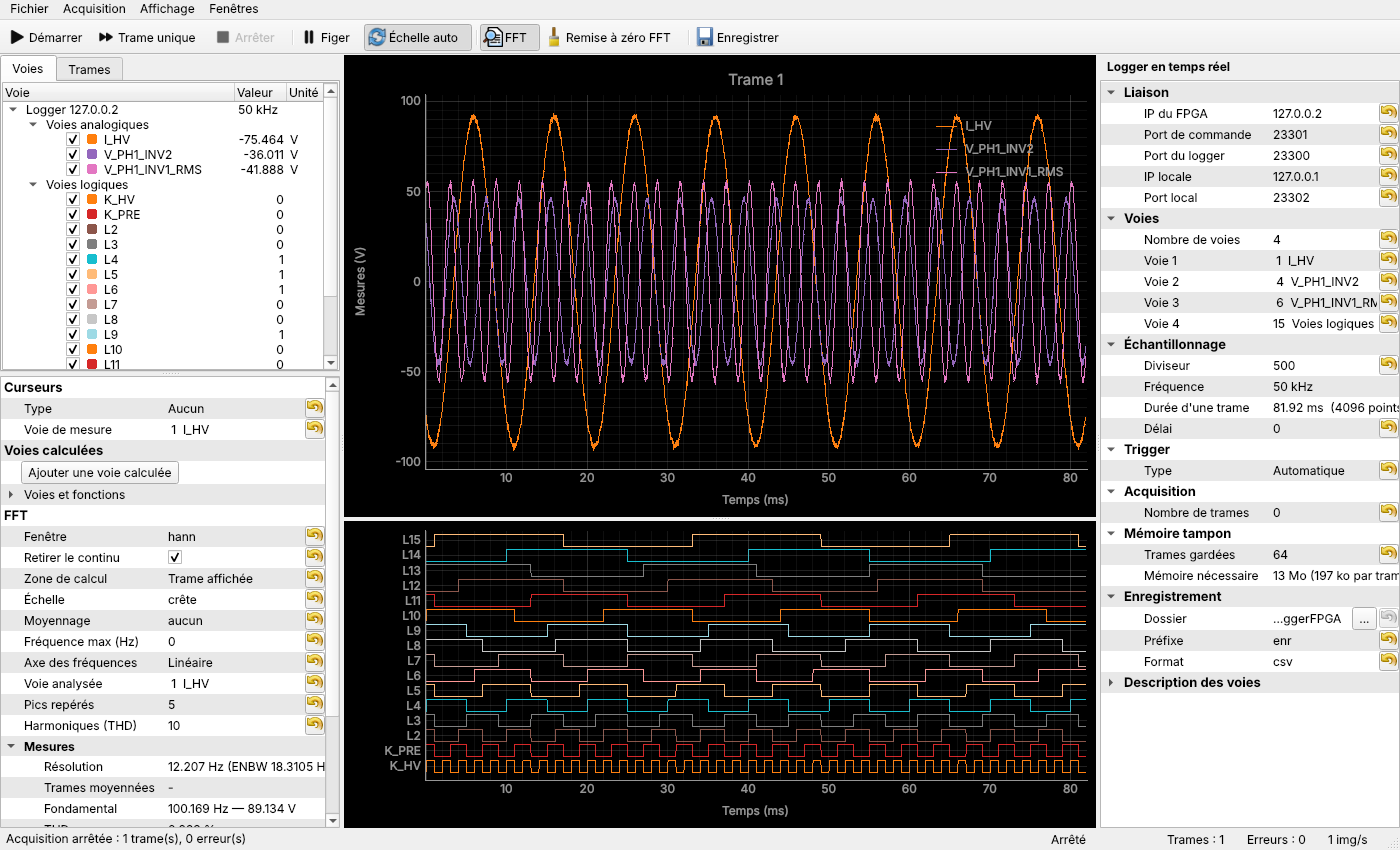 Fichier Acquisition Affichage Fenêtres
Démarrer Trame unique Arrêter Figer Échelle auto FFT Remise à zéro FFT Enregistrer
Voies Trames
Voie Valeur Unité
Logger 127.0.0.2 50 kHz
Voies analogiques
I_HV -75.464 V
V_PH1_INV2 -36.011 V
V_PH1_INV1_RMS -41.888 V
Voies logiques
K_HV 0
K_PRE 0
L2 0
L3 0
L4 1
L5 1
L6 1
L7 0
L8 0
L9 1
L10 0
L11 0
Curseurs
Type Aucun
Voie de mesure 1 I_HV
Voies calculées
Ajouter une voie calculée
Voies et fonctions
FFT
Fenêtre hann
Retirer le continu
Zone de calcul Trame affichée
Échelle crête
Moyennage aucun
Fréquence max (Hz) 0
Axe des fréquences Linéaire
Voie analysée 1 I_HV
Pics repérés 5
Harmoniques (THD) 10
Mesures
Résolution 12.207 Hz (ENBW 18.3105 H
Trames moyennées -
Fondamental 100.169 Hz — 89.134 V
Trame 1
100
50
0
−50
−100
Mesures (V)
I_HV
V_PH1_INV2
V_PH1_INV1_RMS
10 20 30 40 50 60 70 80
Temps (ms)
L15
L14
L13
L12
L11
L10
L9
L8
L7
L6
L5
L4
L3
L2
K_PRE
K_HV
10 20 30 40 50 60 70 80
Temps (ms)
Logger en temps réel
Liaison
IP du FPGA 127.0.0.2
Port de commande 23301
Port du logger 23300
IP locale 127.0.0.1
Port local 23302
Voies
Nombre de voies 4
Voie 1 1 I_HV
Voie 2 4 V_PH1_INV2
Voie 3 6 V_PH1_INV1_RM
Voie 4 15 Voies logiques
Échantillonnage
Diviseur 500
Fréquence 50 kHz
Durée d'une trame 81.92 ms (4096 points
Délai 0
Trigger
Type Automatique
Acquisition
Nombre de trames 0
Mémoire tampon
Trames gardées 64
Mémoire nécessaire 13 Mo (197 ko par tram
Enregistrement
Dossier ...ggerFPGA ...
Préfixe enr
Format csv
Description des voies
Acquisition arrêtée : 1 trame(s), 0 erreur(s) Arrêté Trames : 1 Erreurs : 0 1 img/s